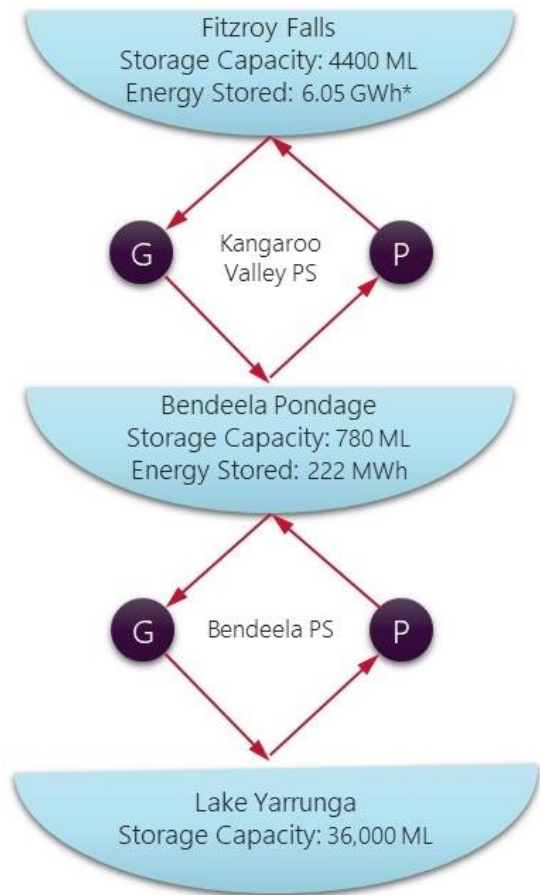 Fitzroy Falls
Storage Capacity: 4400 ML
Energy Stored: 6.05 GWh*
G
Kangaroo
Valley PS
P
Bendeela Pondage
Storage Capacity: 780 ML
Energy Stored: 222 MWh
G
Bendeela PS
P
Lake Yarrunga
Storage Capacity: 36,000 ML